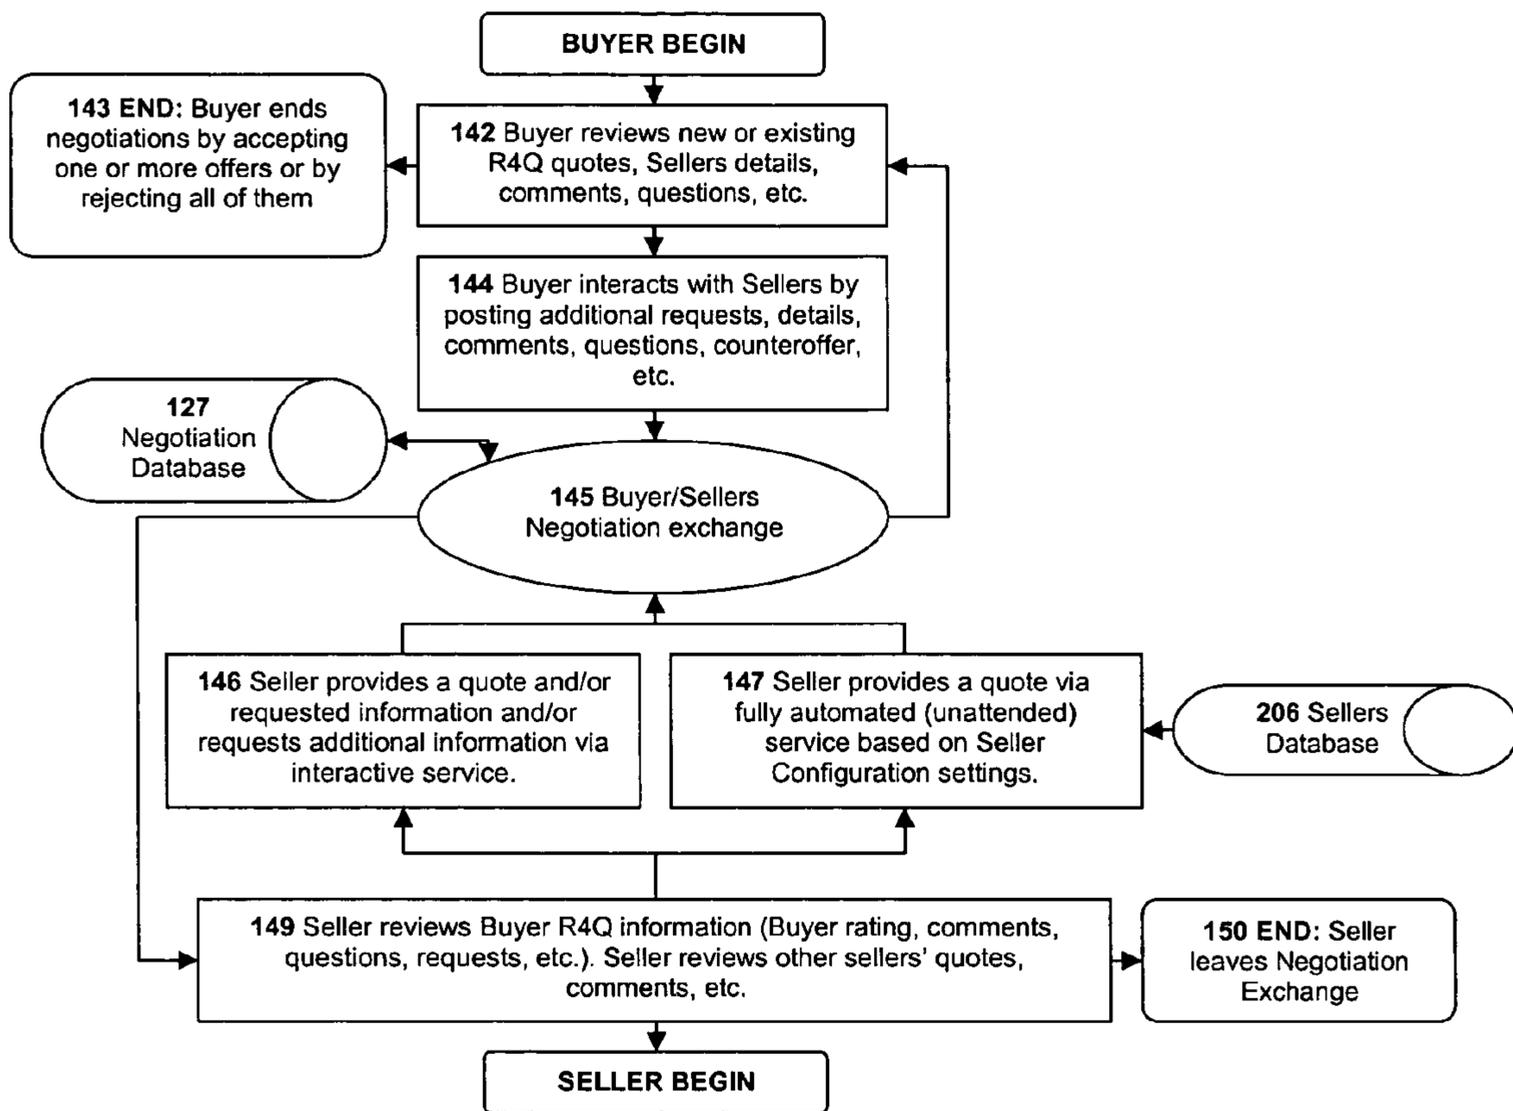 BUYER BEGIN
143 END: Buyer ends
negotiations by accepting
one or more offers or by
rejecting all of them
142 Buyer reviews new or existing
R4Q quotes, Sellers details,
comments, questions, etc.
144 Buyer interacts with Sellers by
posting additional requests, details,
comments, questions, counteroffer,
etc.
127
Negotiation
Database
145 Buyer/Sellers
Negotiation exchange
146 Seller provides a quote and/or
requested information and/or
requests additional information via
interactive service.
147 Seller provides a quote via
fully automated (unattended)
service based on Seller
Configuration settings.
206 Sellers
Database
149 Seller reviews Buyer R4Q information (Buyer rating, comments,
questions, requests, etc.). Seller reviews other sellers' quotes,
comments, etc.
150 END: Seller
leaves Negotiation
Exchange
SELLER BEGIN